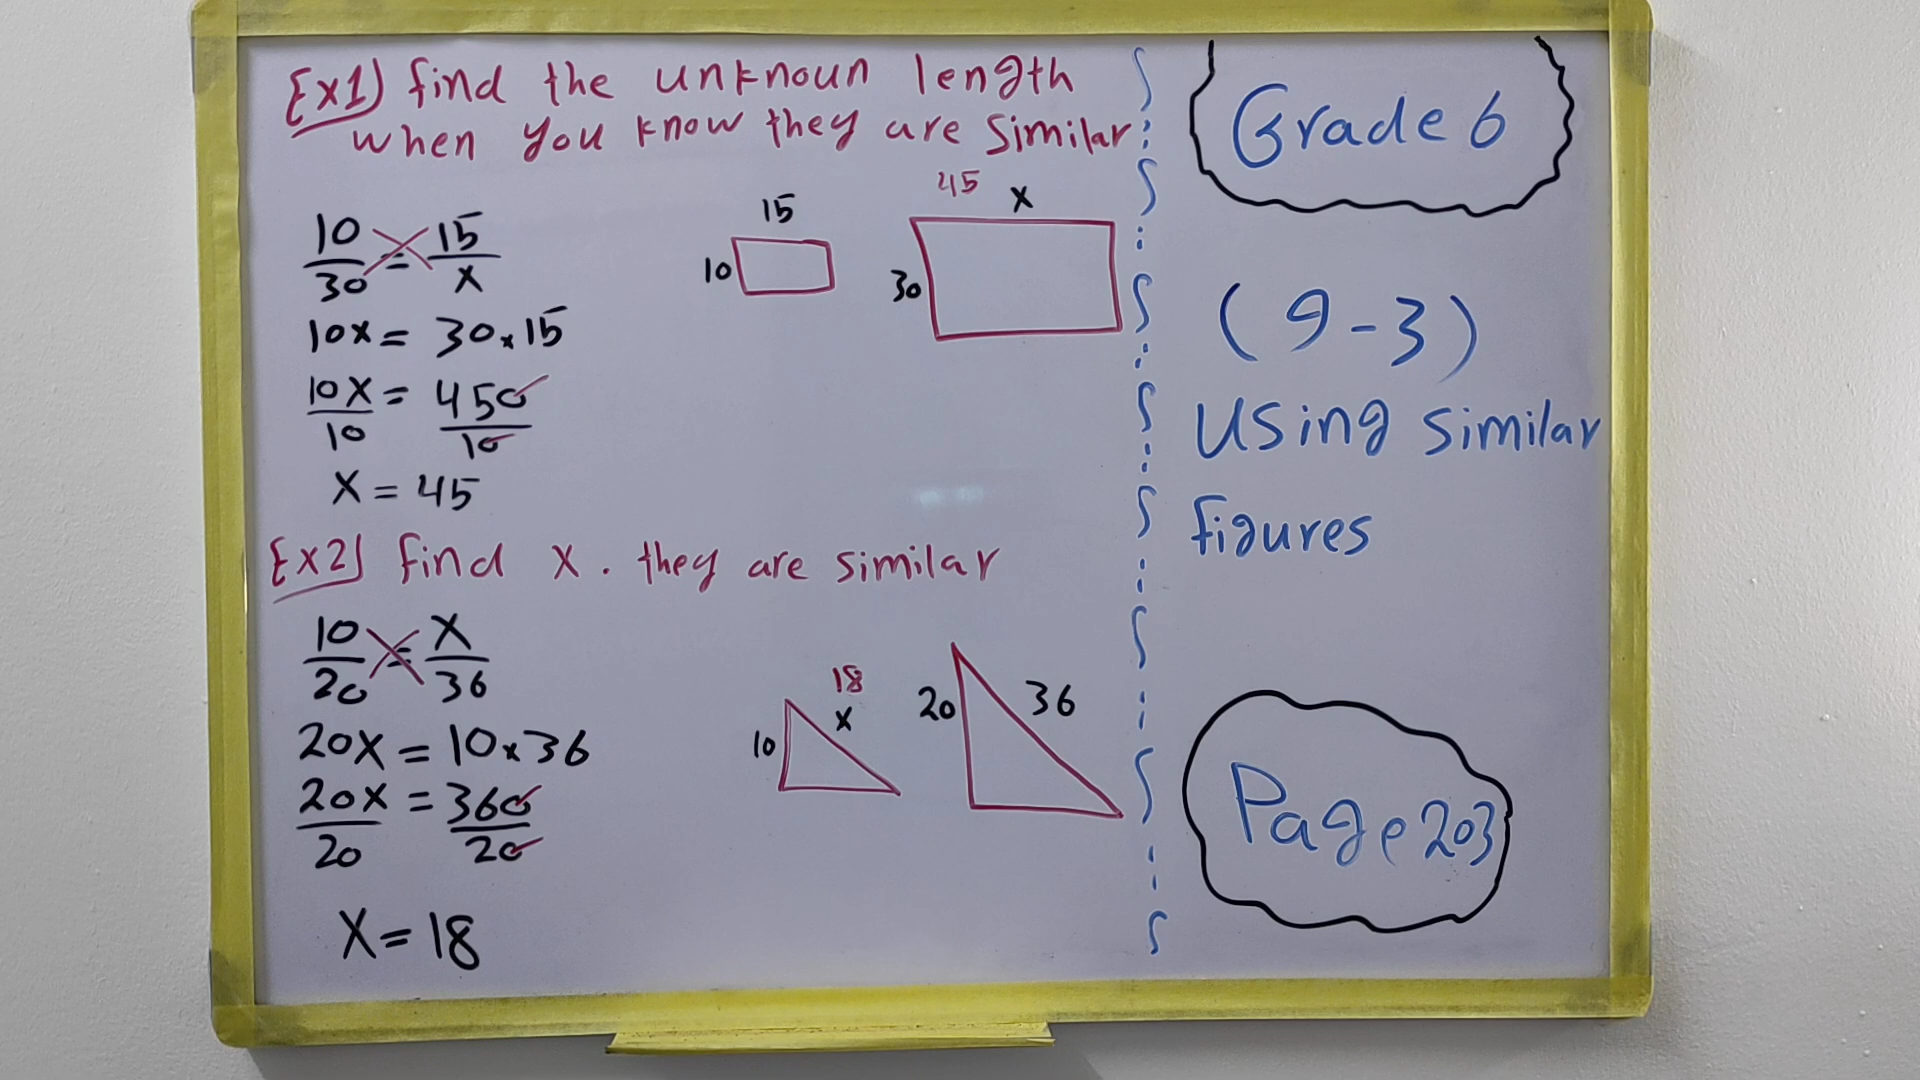 Ex1) find the unknoun length
when you know they are similar
10/30 = 15/x
10x = 30 x 15
10x/10 = 450/10
x = 45
15
10
45 x
30
Ex2) find x. they are similar
10/20 = x/36
20x = 10 x 36
20x/20 = 360/20
x = 18
18
x
10
20
36
Grade 6
(9-3)
Using similar
figures
Page 203